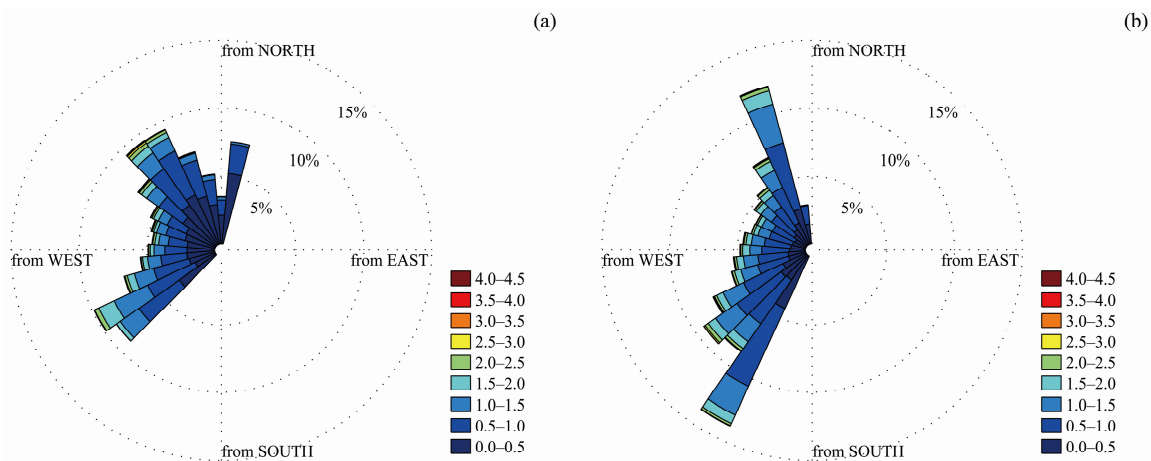 (a)
from NORTH
15%
10%
5%
from WEST
from EAST
from SOUTII
4.0–4.5
3.5–4.0
3.0–3.5
2.5–3.0
2.0–2.5
1.5–2.0
1.0–1.5
0.5–1.0
0.0–0.5
(b)
from NORTH
15%
10%
5%
from WEST
from EAST
from SOUTII
4.0–4.5
3.5–4.0
3.0–3.5
2.5–3.0
2.0–2.5
1.5–2.0
1.0–1.5
0.5–1.0
0.0–0.5